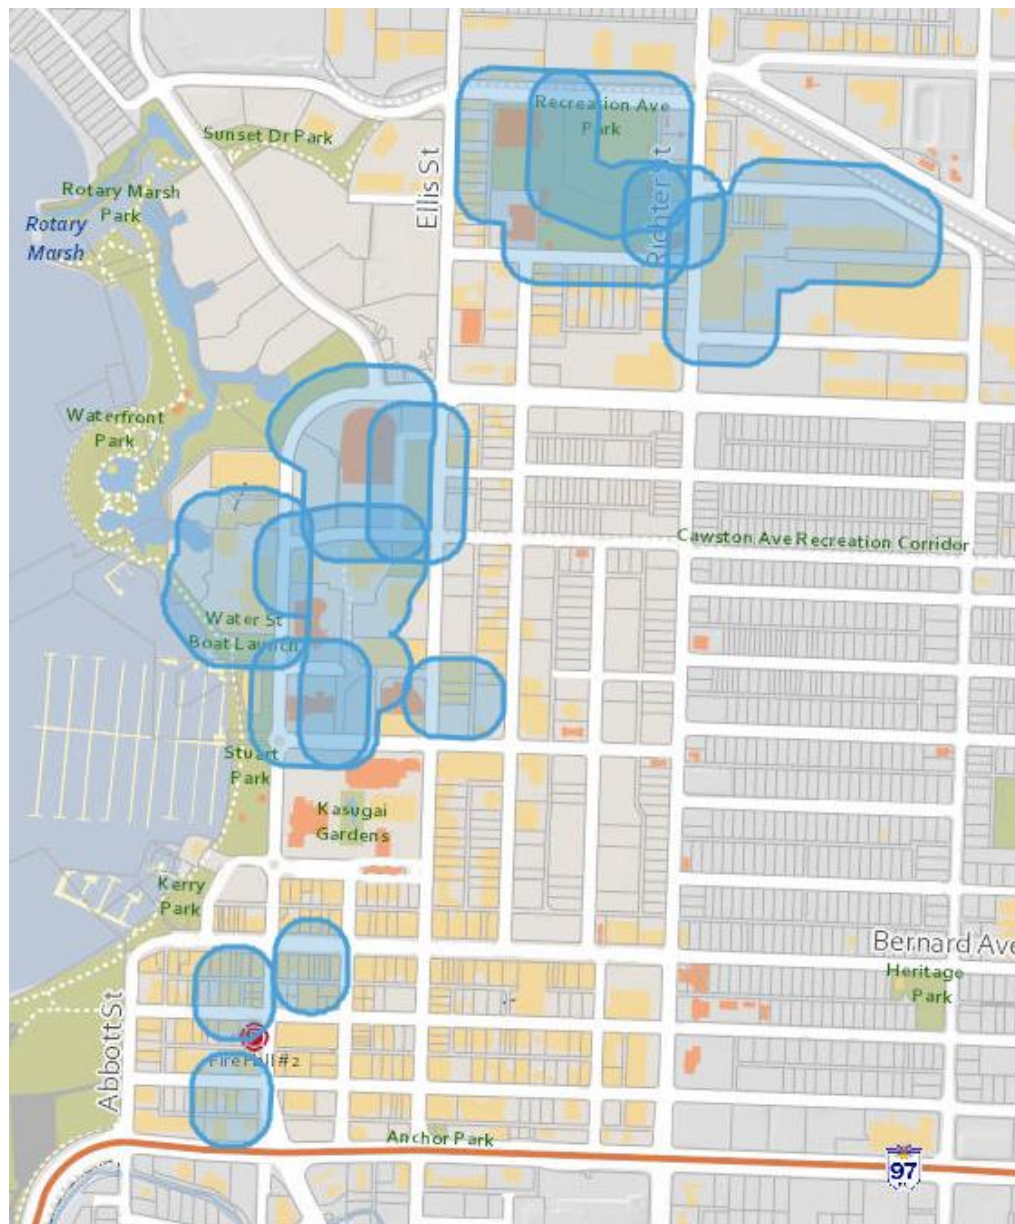 Recreation Ave
Park
Sunset Dr Park
Ellis St
Richter St
Rotary Marsh
Park
Rotary
Marsh
Waterfront
Park
Cawston Ave Recreation Corridor
Water St
Boat Launch
Stuart
Park
Kasugai
Gardens
Kerry
Park
Bernard Ave
Heritage
Park
Abbott St
Fire Hall #2
Anchor Park
97